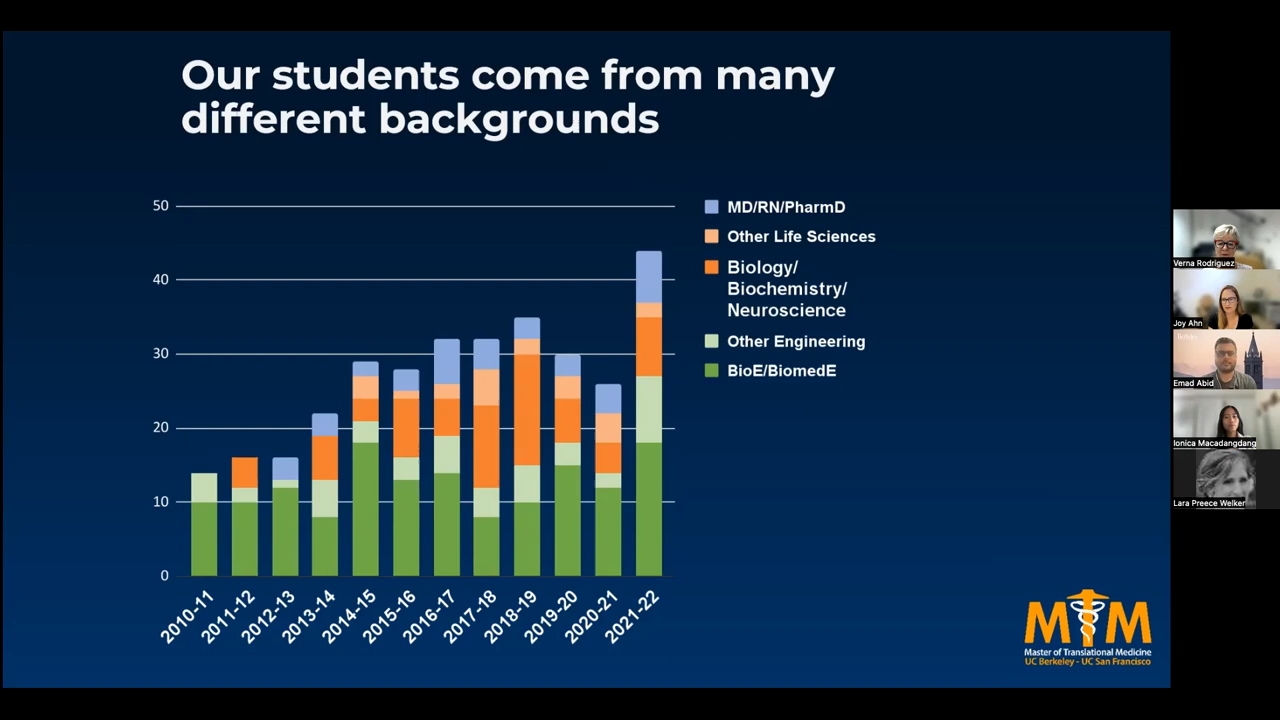 Our students come from many
different backgrounds
50
40
30
20
10
0
2010-11
2011-12
2012-13
2013-14
2014-15
2015-16
2016-17
2017-18
2018-19
2019-20
2020-21
2021-22
MD/RN/PharmD
Other Life Sciences
Biology/
Biochemistry/
Neuroscience
Other Engineering
BioE/BiomedE
Verna Rodriguez
Joy Ahn
Emad Abid
Ionica Macadangdang
Lara Preece Welker
MTM
Master of Translational Medicine
UC Berkeley - UC San Francisco